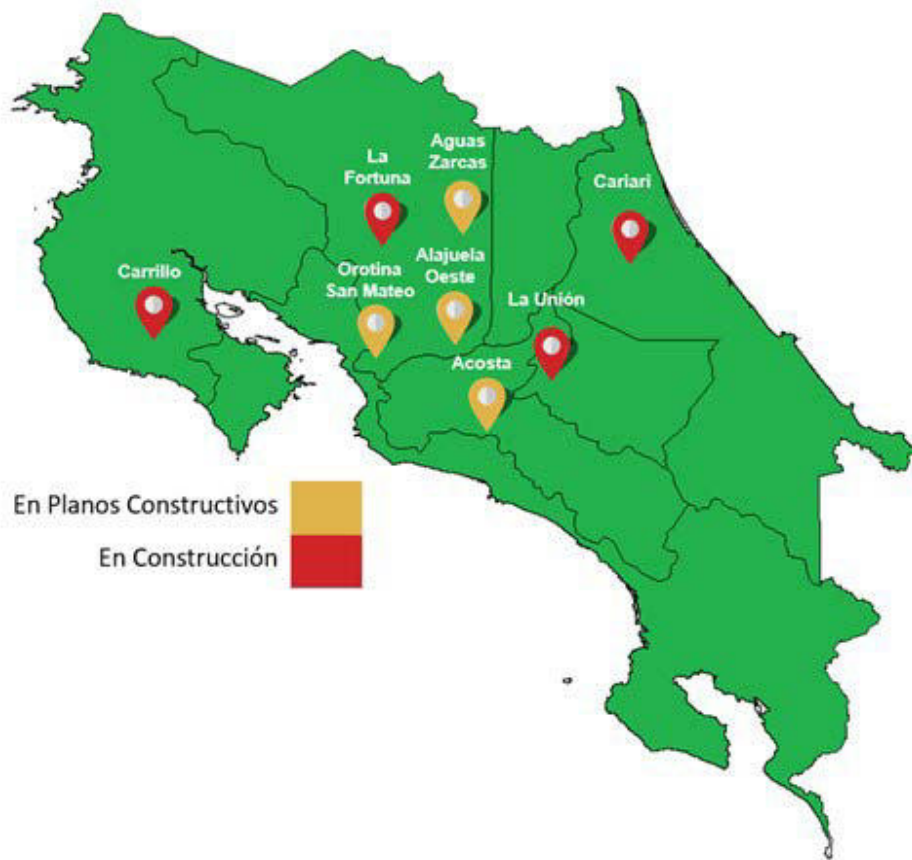 Aguas
Zarcas
La
Fortuna
Cariari
Carrillo
Orotina
San Mateo
Alajuela
Oeste
La Unión
Acosta
En Planos Constructivos
En Construcción